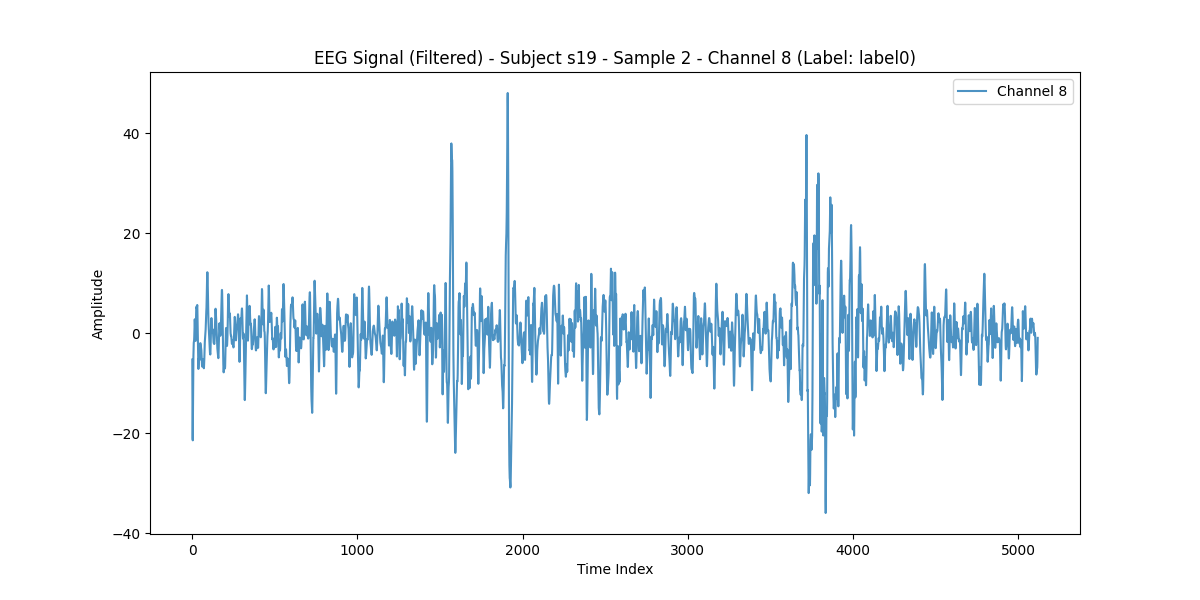 EEG Signal (Filtered) - Subject s19 - Sample 2 - Channel 8 (Label: label0)
Channel 8
Amplitude
40
20
0
−20
−40
0 1000 2000 3000 4000 5000
Time Index